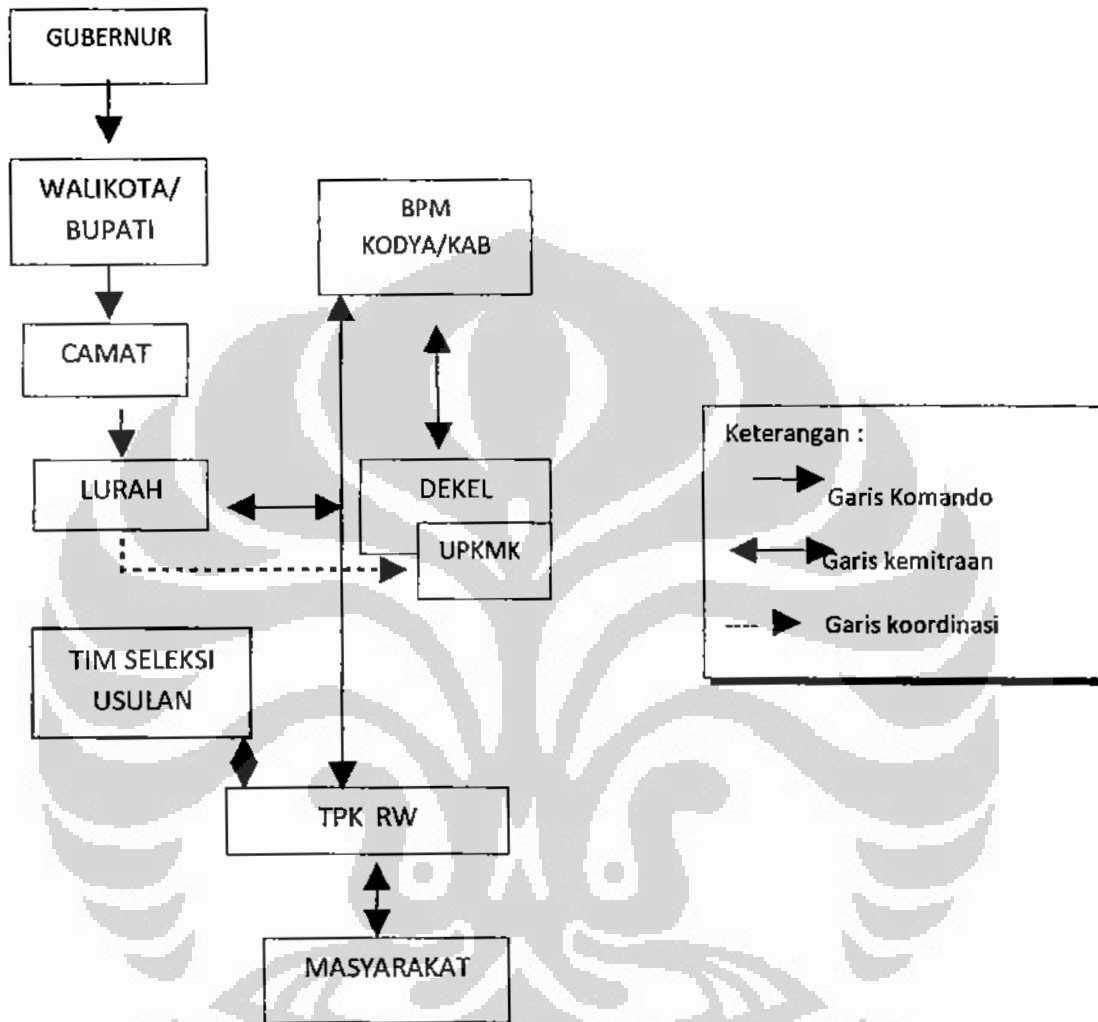 GUBERNUR
WALIKOTA/
BUPATI
BPM
KODYA/KAB
CAMAT
LURAH
DEKEL
UPKMK
TIM SELEKSI
USULAN
TPK RW
MASYARAKAT
Keterangan :
Garis Komando
Garis kemitraan
Garis koordinasi